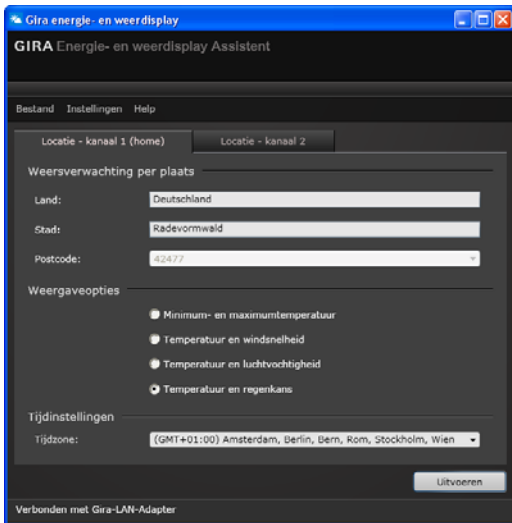 Gira energie- en weerdisplay
GIRA Energie- en weerdisplay Assistent
Bestand Instellingen Help
Locatie - kanaal 1 (home) Locatie - kanaal 2
Weersverwachting per plaats
Land: Deutschland
Stad: Radevormwald
Postcode: 42477
Weergaveopties
Minimum- en maximumtemperatuur
Temperatuur en windsnelheid
Temperatuur en luchtvochtigheid
Temperatuur en regenkans
Tijdinstellingen
Tijdzone: (GMT+01:00) Amsterdam, Berlin, Bern, Rom, Stockholm, Wien
Uitvoeren
Verbonden met Gira-LAN-Adapter